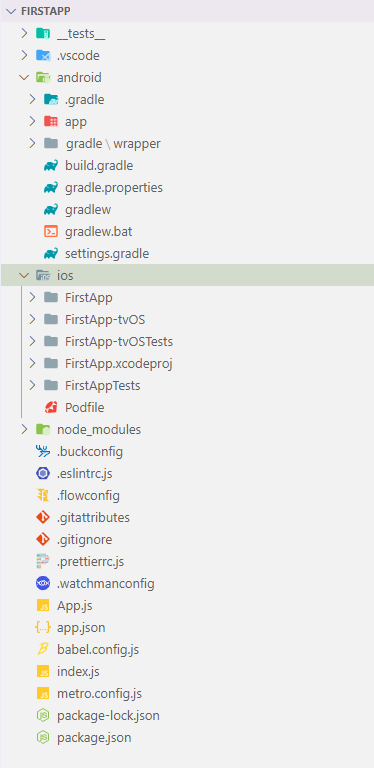 FIRSTAPP
__tests__
.vscode
android
.gradle
app
gradle \ wrapper
build.gradle
gradle.properties
gradlew
gradlew.bat
settings.gradle
ios
FirstApp
FirstApp-tvOS
FirstApp-tvOSTests
FirstApp.xcodeproj
FirstAppTests
Podfile
node_modules
.buckconfig
.eslintrc.js
.flowconfig
.gitattributes
.gitignore
.prettierrc.js
.watchmanconfig
App.js
app.json
babel.config.js
index.js
metro.config.js
package-lock.json
package.json